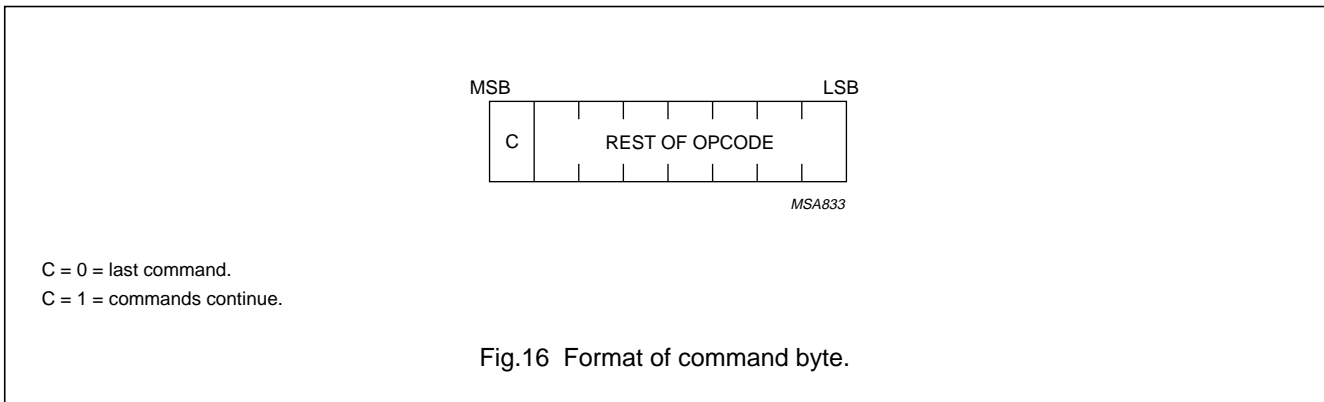 MSB LSB
C REST OF OPCODE
MSA833
C = 0 = last command.
C = 1 = commands continue.
Fig.16 Format of command byte.